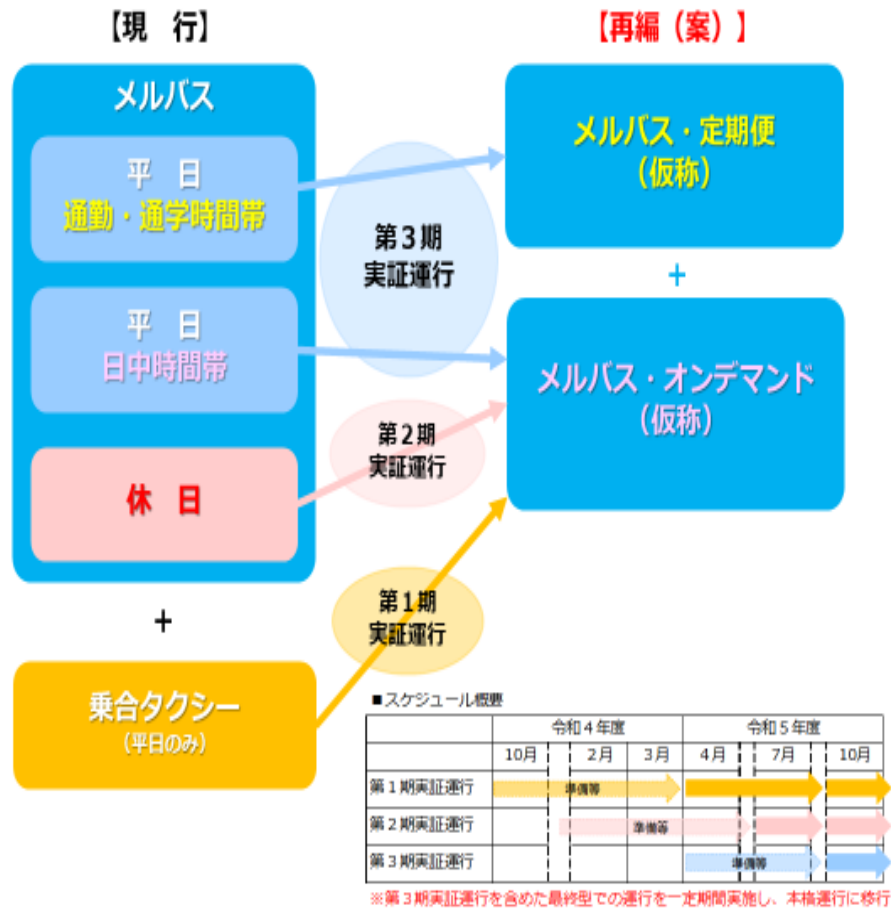 【現　行】
【再編（案）】
メルバス
平　日
通勤・通学時間帯
平　日
日中時間帯
休　日
+
乗合タクシー
（平日のみ）
第３期
実証運行
第２期
実証運行
第１期
実証運行
メルバス・定期便
（仮称）
+
メルバス・オンデマンド
（仮称）
■スケジュール概要
令和４年度 令和５年度
10月 2月 3月 4月 7月 10月
第１期実証運行 準備等
第２期実証運行 準備等
第３期実証運行 準備等
※第３期実証運行を含めた最終型での運行を一定期間実施し、本格運行に移行